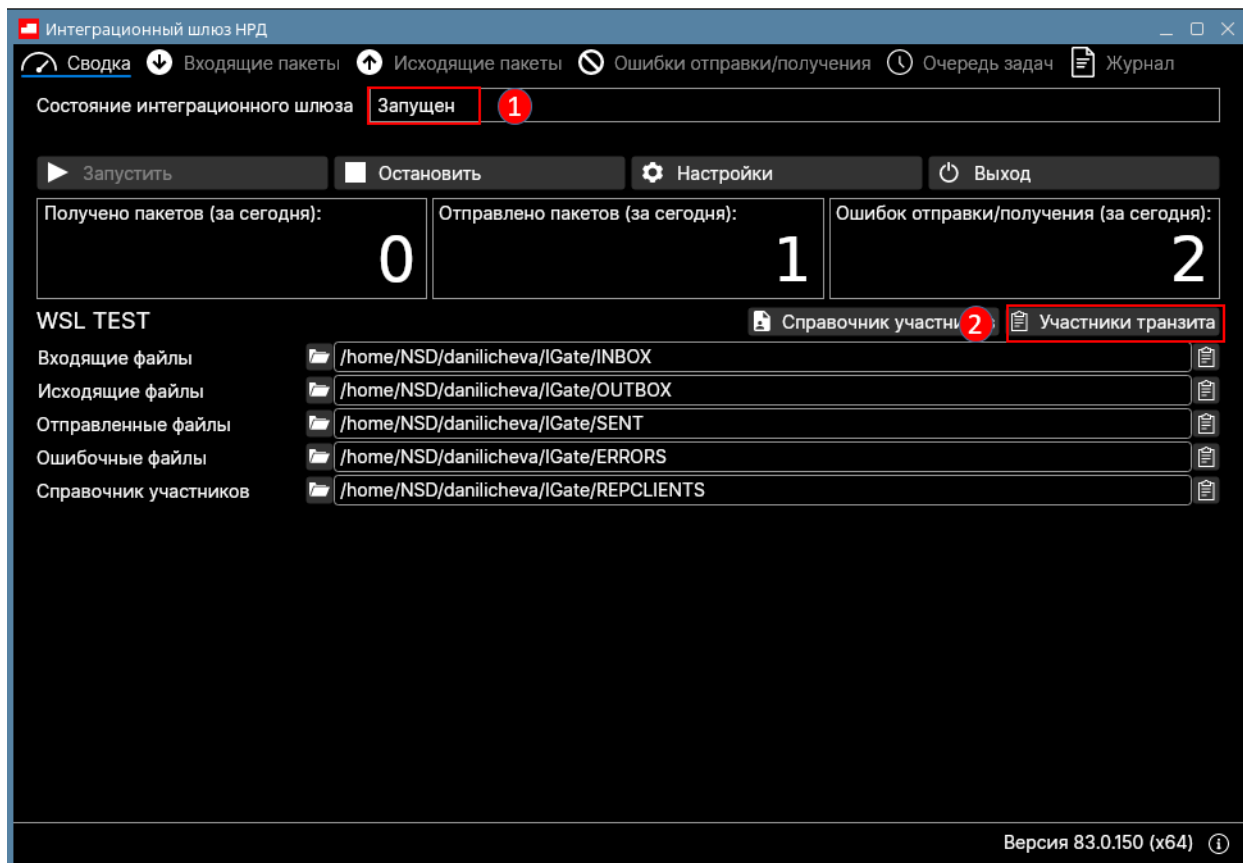 Интеграционный шлюз НРД
Сводка Входящие пакеты Исходящие пакеты Ошибки отправки/получения Очередь задач Журнал
Состояние интеграционного шлюза Запущен 1
Запустить Остановить Настройки Выход
Получено пакетов (за сегодня): Отправлено пакетов (за сегодня): Ошибок отправки/получения (за сегодня):
0 1 2
WSL TEST Справочник 2 Участники транзита
Входящие файлы /home/NSD/danilicheva/IGate/INBOX
Исходящие файлы /home/NSD/danilicheva/IGate/OUTBOX
Отправленные файлы /home/NSD/danilicheva/IGate/SENT
Ошибочные файлы /home/NSD/danilicheva/IGate/ERRORS
Справочник участников /home/NSD/danilicheva/IGate/REPCLIENTS
Версия 83.0.150 (x64)